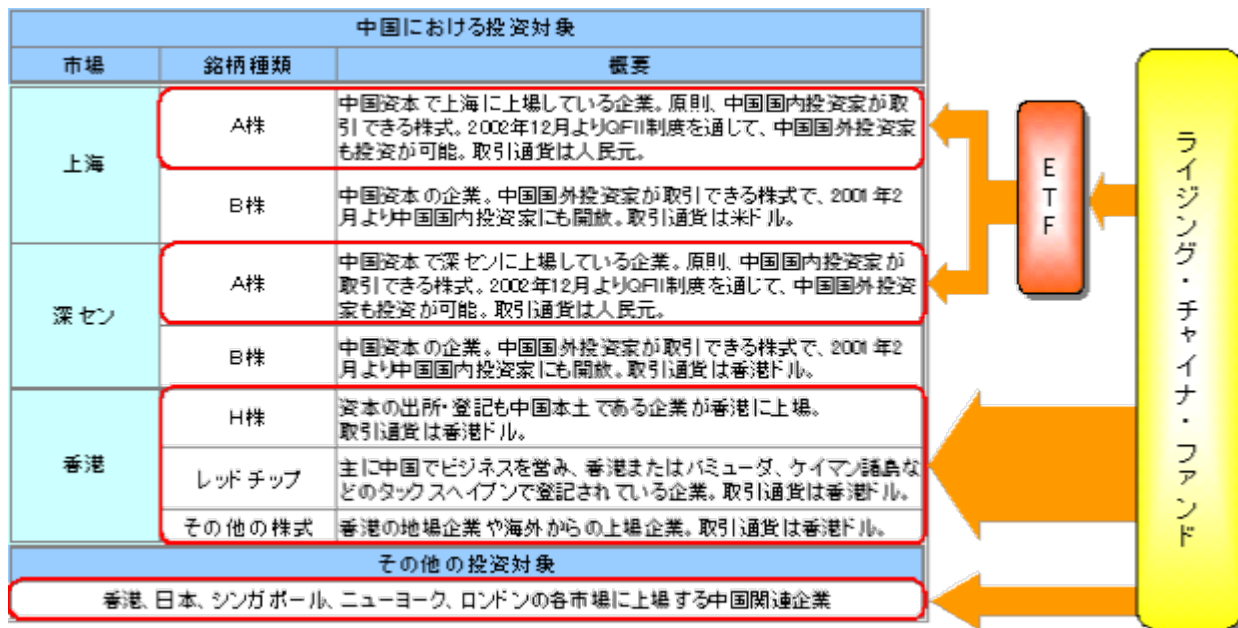 中国における投資対象
市場 銘柄種類 概要
上海
A株
中国資本で上海に上場している企業。原則、中国国内投資家が取
引できる株式。2002年12月よりQFII制度を通じて、中国国外投資家
も投資が可能。取引通貨は人民元。
B株
中国資本の企業。中国国外投資家が取引できる株式で、2001年2
月より中国国内投資家にも開放。取引通貨は米ドル。
深セン
A株
中国資本で深センに上場している企業。原則、中国国内投資家が
取引できる株式。2002年12月よりQFII制度を通じて、中国国外投資
家も投資が可能。取引通貨は人民元。
B株
中国資本の企業。中国国外投資家が取引できる株式で、2001年2
月より中国国内投資家にも開放。取引通貨は香港ドル。
香港
H株
資本の出所・登記も中国本土である企業が香港に上場。
取引通貨は香港ドル。
レッドチップ
主に中国でビジネスを営み、香港またはバミューダ、ケイマン諸島な
どのタックスヘイブンで登記されている企業。取引通貨は香港ドル。
その他の株式
香港の地場企業や海外からの上場企業。取引通貨は香港ドル。
その他の投資対象
香港、日本、シンガポール、ニューヨーク、ロンドンの各市場に上場する中国関連企業
ETF
ライジング・チャイナ・ファンド